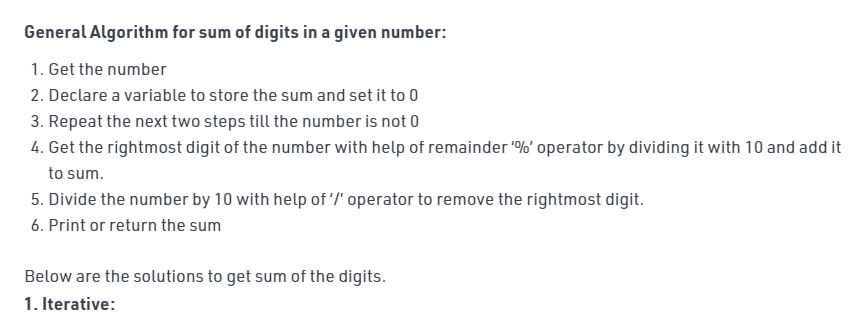 General Algorithm for sum of digits in a given number:
1. Get the number
2. Declare a variable to store the sum and set it to 0
3. Repeat the next two steps till the number is not 0
4. Get the rightmost digit of the number with help of remainder ‘%’ operator by dividing it with 10 and add it
to sum.
5. Divide the number by 10 with help of ‘/’ operator to remove the rightmost digit.
6. Print or return the sum
Below are the solutions to get sum of the digits.
1. Iterative: